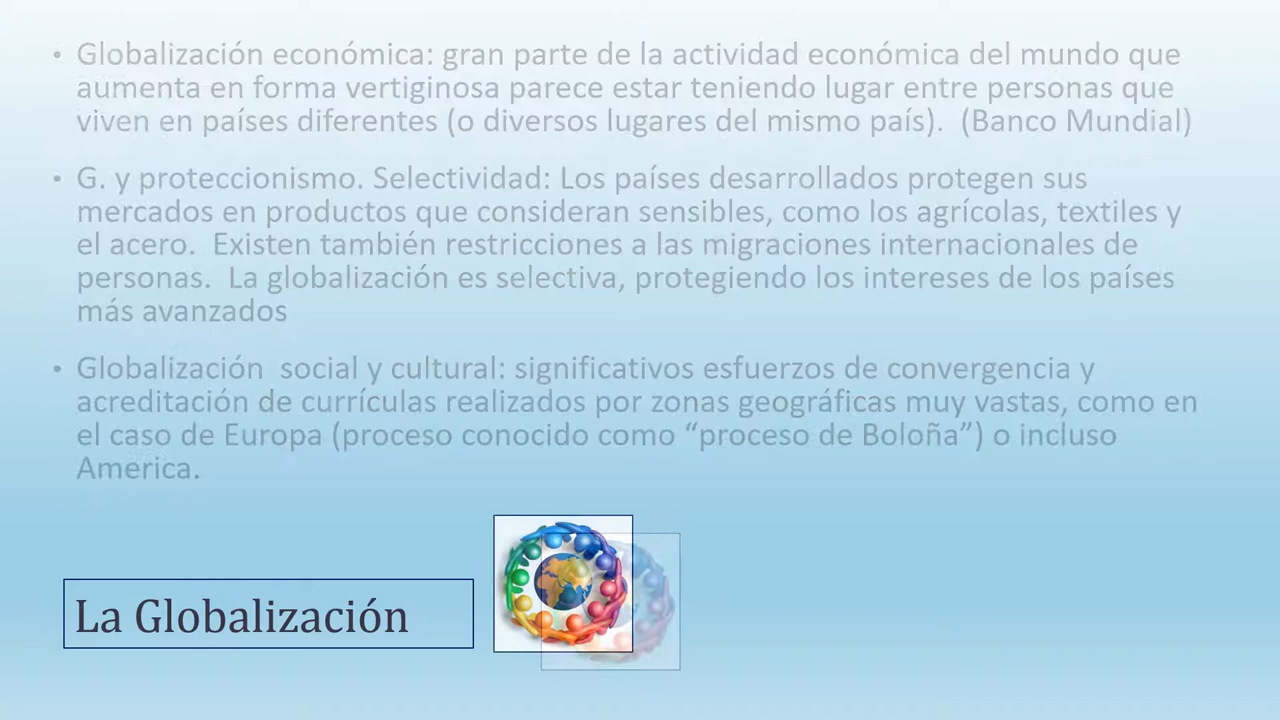 • Globalización económica: gran parte de la actividad económica del mundo que
aumenta en forma vertiginosa parece estar teniendo lugar entre personas que
viven en países diferentes (o diversos lugares del mismo país).  (Banco Mundial)
• G. y proteccionismo. Selectividad: Los países desarrollados protegen sus
mercados en productos que consideran sensibles, como los agrícolas, textiles y
el acero.  Existen también restricciones a las migraciones internacionales de
personas.  La globalización es selectiva, protegiendo los intereses de los países
más avanzados
• Globalización  social y cultural: significativos esfuerzos de convergencia y
acreditación de currículas realizados por zonas geográficas muy vastas, como en
el caso de Europa (proceso conocido como “proceso de Boloña”) o incluso
America.
La Globalización